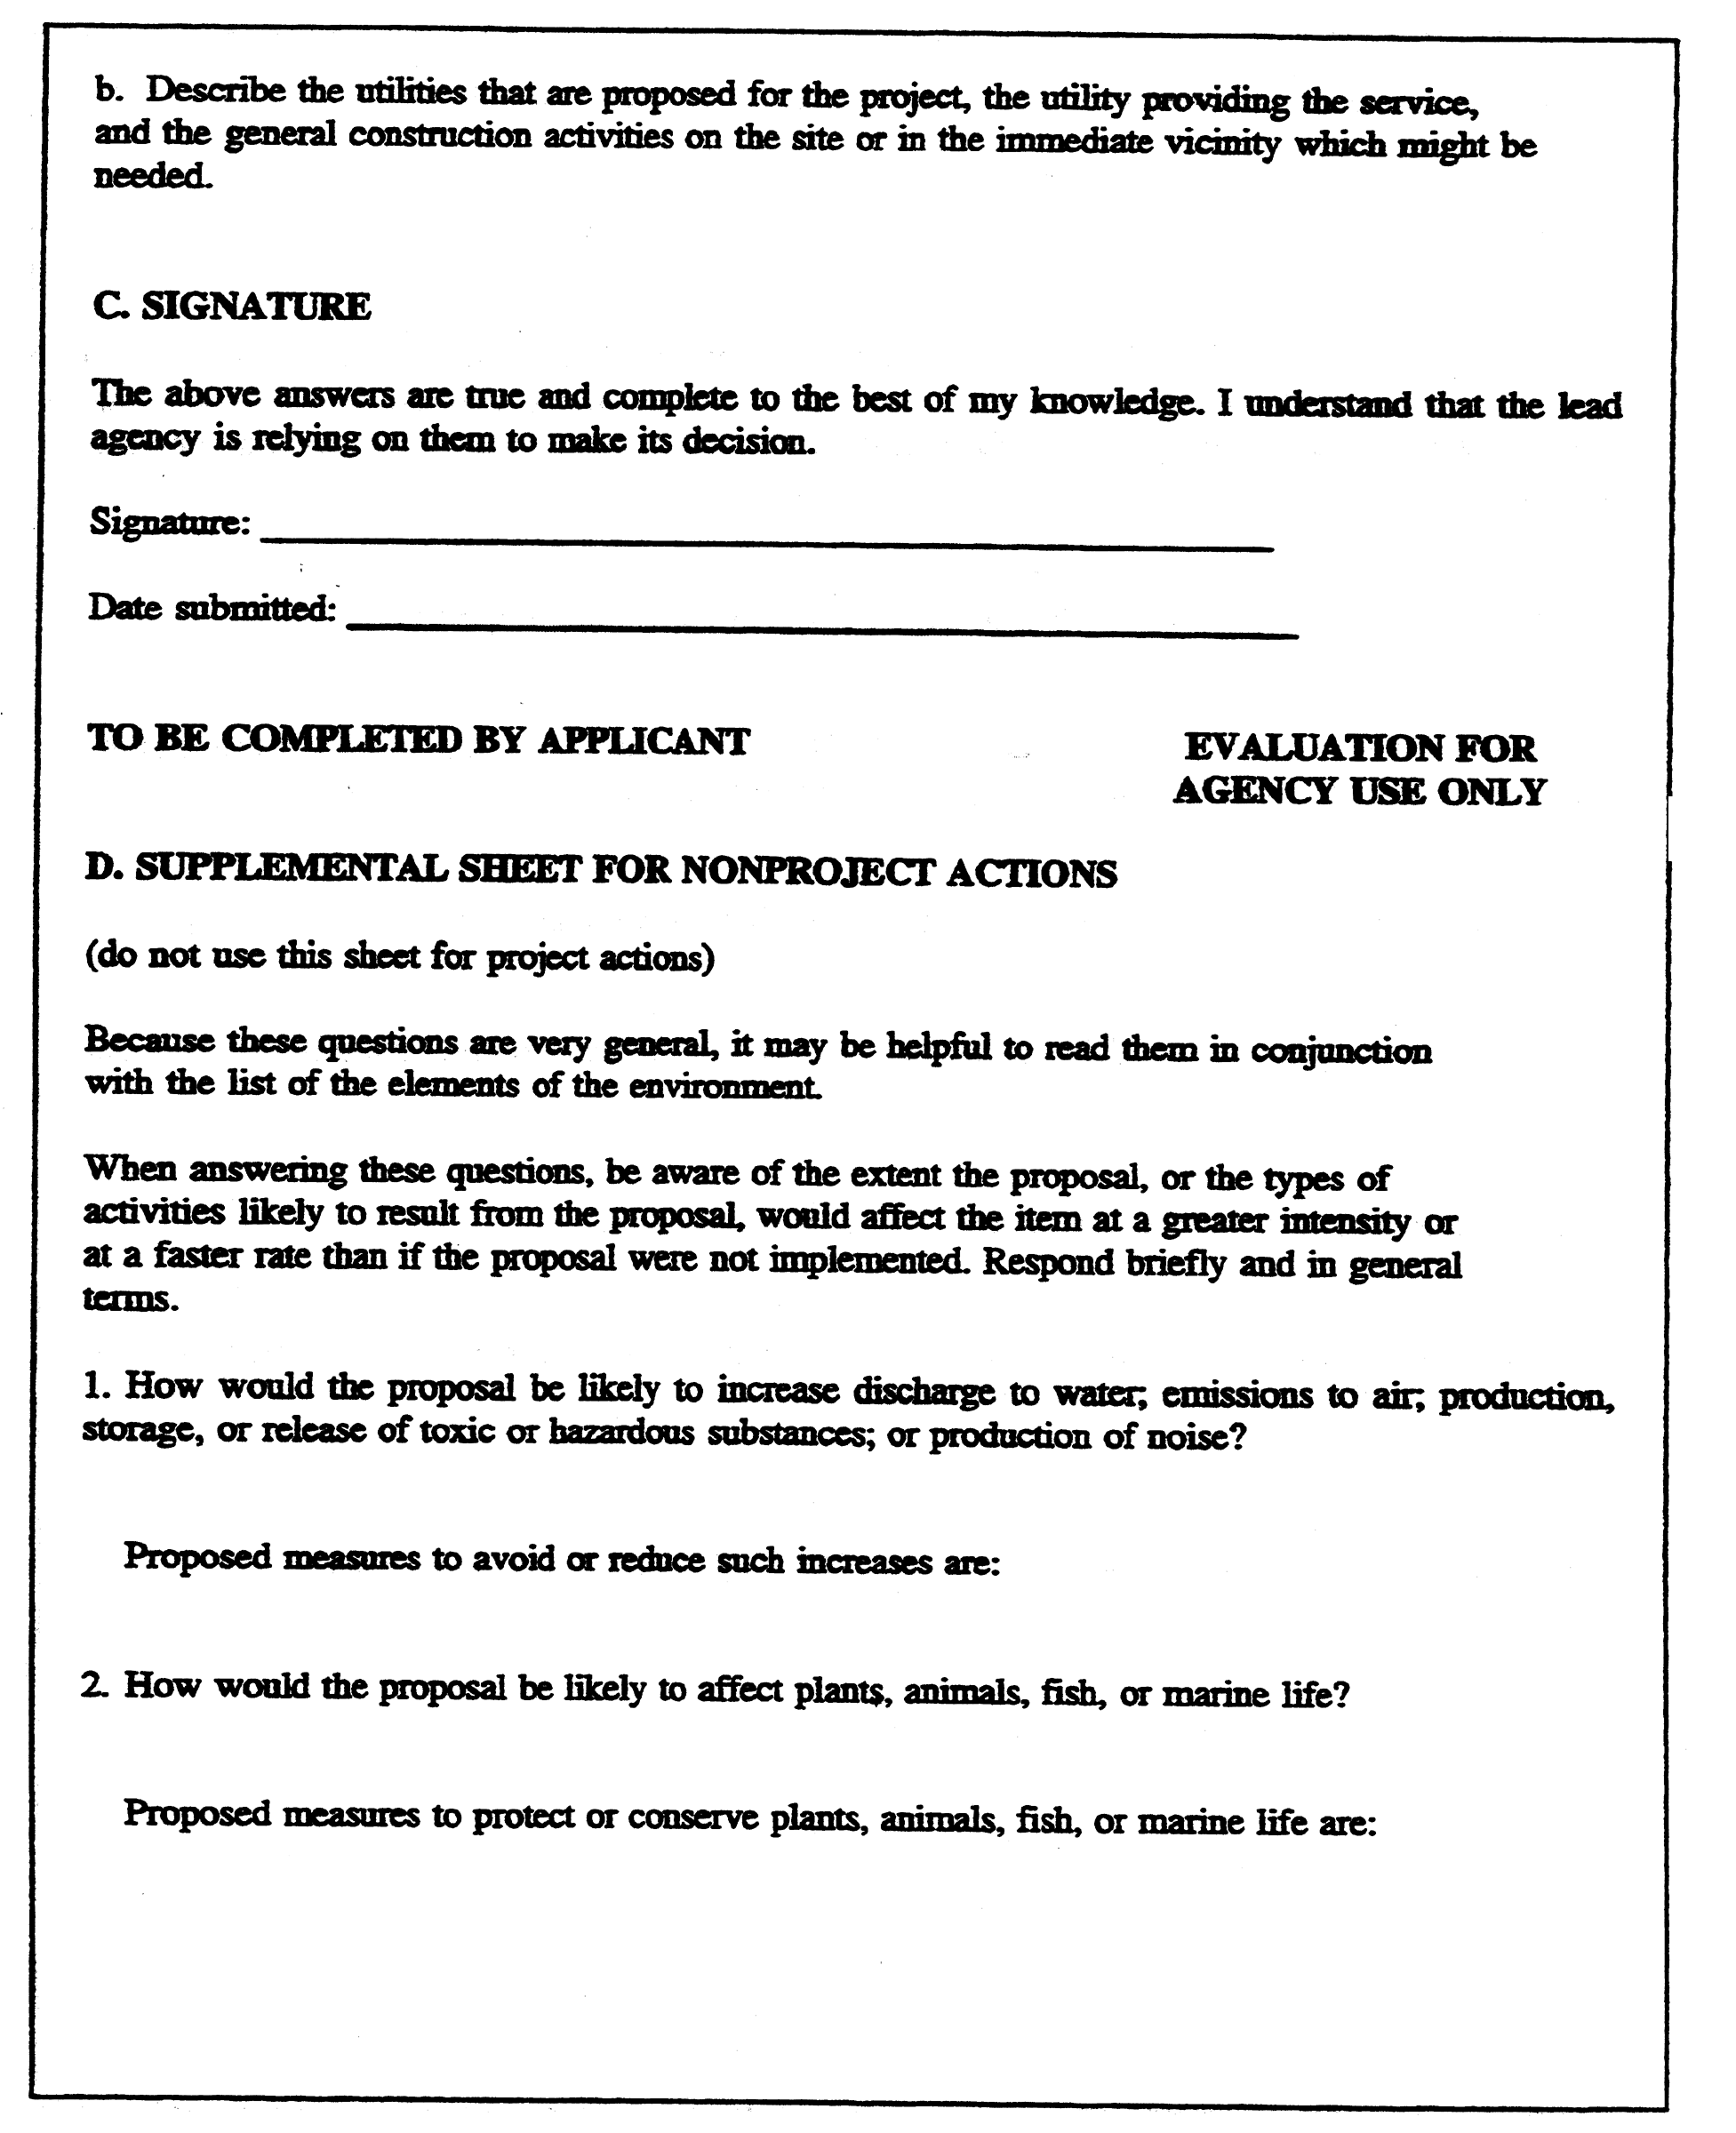 b. Describe the utilities that are proposed for the project, the utility providing the service,
and the general construction activities on the site or in the immediate vicinity which might be
needed.
C. SIGNATURE
The above answers are true and complete to the best of my knowledge. I understand that the lead
agency is relying on them to make its decision.
Signature:
Date submitted:
TO BE COMPLETED BY APPLICANT
EVALUATION FOR
AGENCY USE ONLY
D. SUPPLEMENTAL SHEET FOR NONPROJECT ACTIONS
(do not use this sheet for project actions)
Because these questions are very general, it may be helpful to read them in conjunction
with the list of the elements of the environment.
When answering these questions, be aware of the extent the proposal, or the types of
activities likely to result from the proposal, would affect the item at a greater intensity or
at a faster rate than if the proposal were not implemented. Respond briefly and in general
terms.
1. How would the proposal be likely to increase discharge to water; emissions to air; production,
storage, or release of toxic or hazardous substances; or production of noise?
Proposed measures to avoid or reduce such increases are:
2. How would the proposal be likely to affect plants, animals, fish, or marine life?
Proposed measures to protect or conserve plants, animals, fish, or marine life are: